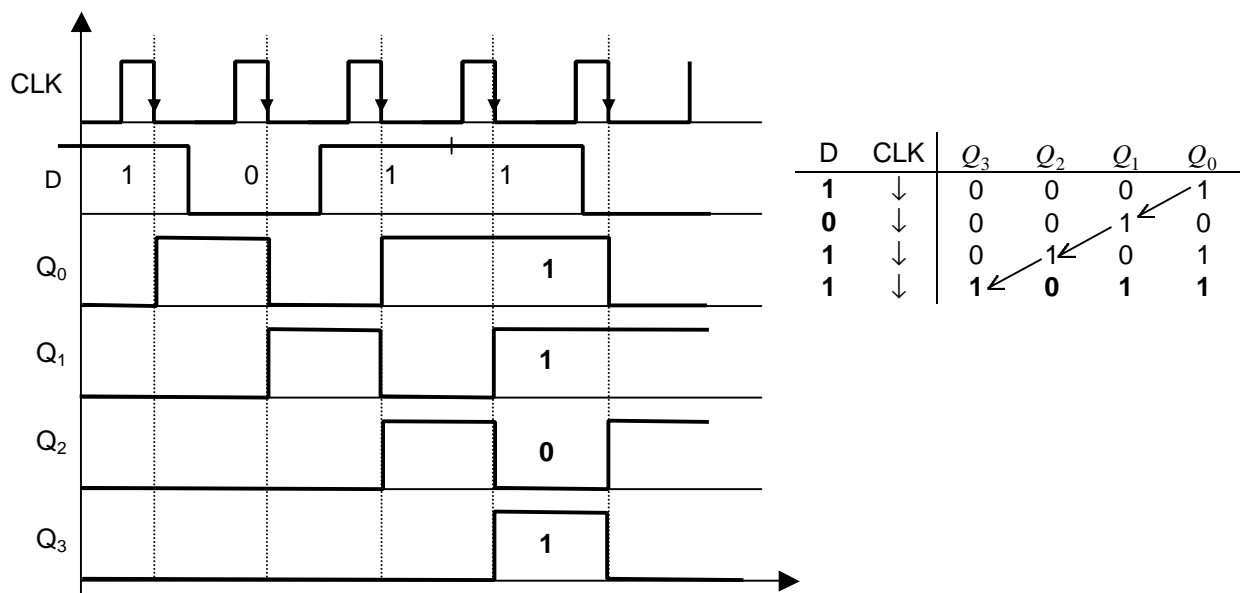 CLK
D 1 0 1 1
Q0 1
Q1 1
Q2 0
Q3 1
D CLK Q3 Q2 Q1 Q0
1 ↓ 0 0 0 1
0 ↓ 0 0 1 0
1 ↓ 0 1 0 1
1 ↓ 1 0 1 1